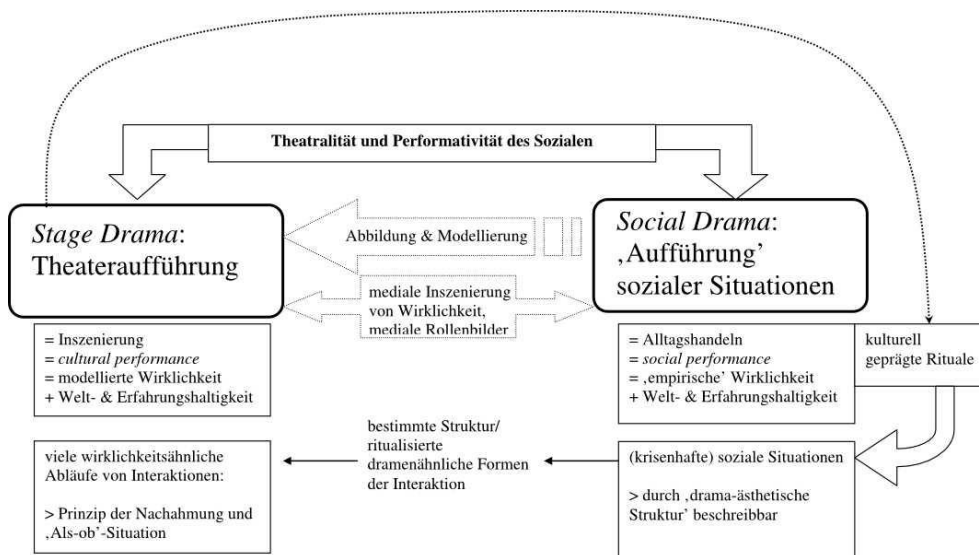 Theatralität und Performativität des Sozialen
Stage Drama:
Theateraufführung
Abbildung & Modellierung
Social Drama:
‚Aufführung’
sozialer Situationen
mediale Inszenierung
von Wirklichkeit,
mediale Rollenbilder
= Inszenierung
= cultural performance
= modellierte Wirklichkeit
+ Welt- & Erfahrungshaltigkeit
= Alltagshandeln
= social performance
= ‚empirische’ Wirklichkeit
+ Welt- & Erfahrungshaltigkeit
kulturell
geprägte Rituale
viele wirklichkeitsähnliche
Abläufe von Interaktionen:
> Prinzip der Nachahmung und
‚Als-ob’-Situation
bestimmte Struktur/
ritualisierte
dramenähnliche Formen
der Interaktion
(krisenhafte) soziale Situationen
> durch ‚drama-ästhetische
Struktur’ beschreibbar